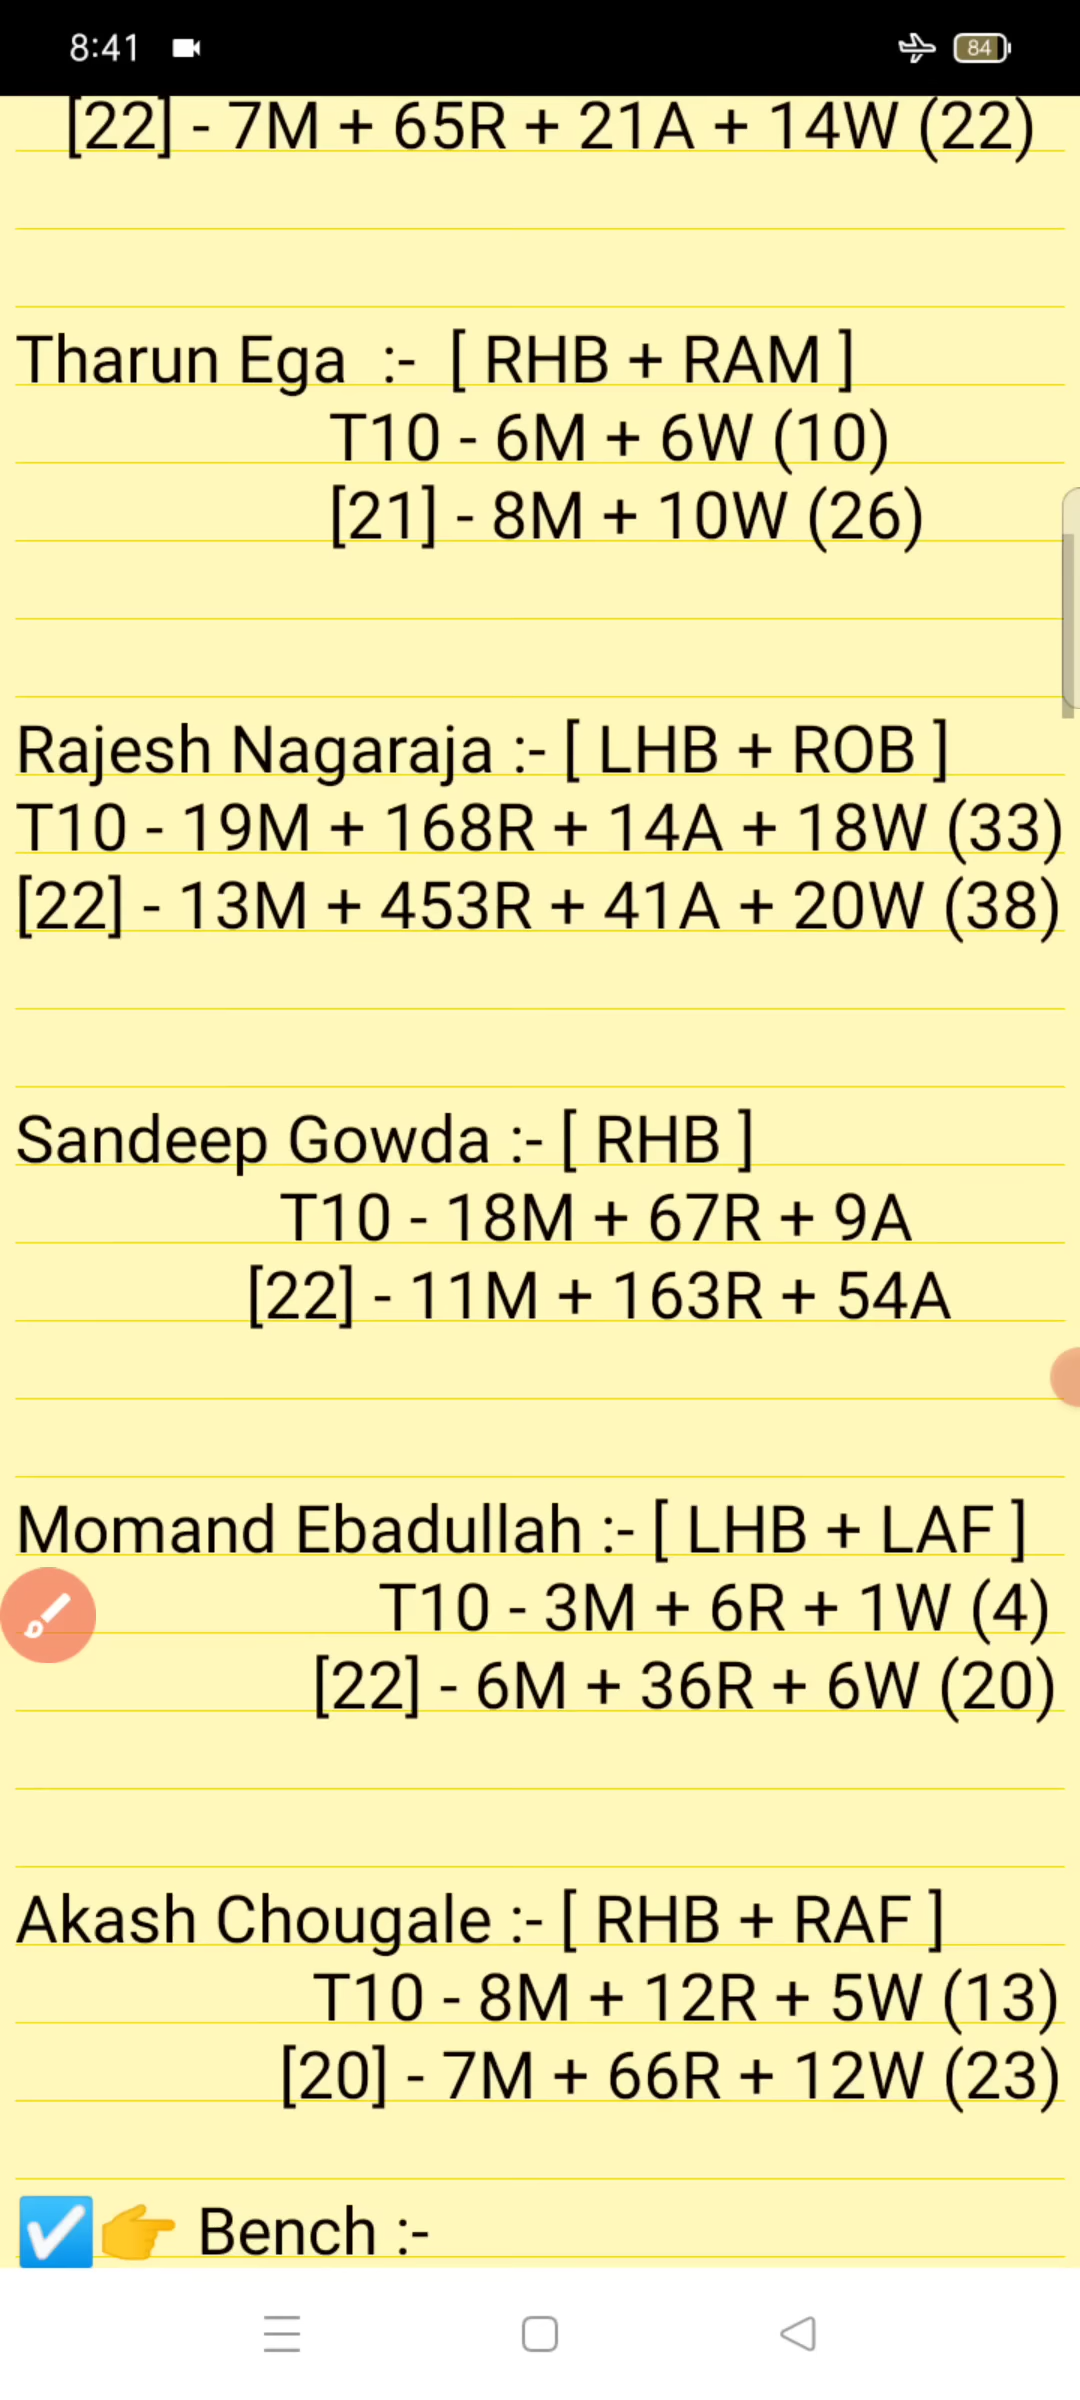 8:41
84
[22] - 7M + 65R + 21A + 14W (22)
Tharun Ega :- [ RHB + RAM ]
T10 - 6M + 6W (10)
[21] - 8M + 10W (26)
Rajesh Nagaraja :- [ LHB + ROB ]
T10 - 19M + 168R + 14A + 18W (33)
[22] - 13M + 453R + 41A + 20W (38)
Sandeep Gowda :- [ RHB ]
T10 - 18M + 67R + 9A
[22] - 11M + 163R + 54A
Momand Ebadullah :- [ LHB + LAF ]
T10 - 3M + 6R + 1W (4)
[22] - 6M + 36R + 6W (20)
Akash Chougale :- [ RHB + RAF ]
T10 - 8M + 12R + 5W (13)
[20] - 7M + 66R + 12W (23)
✅👉 Bench :-